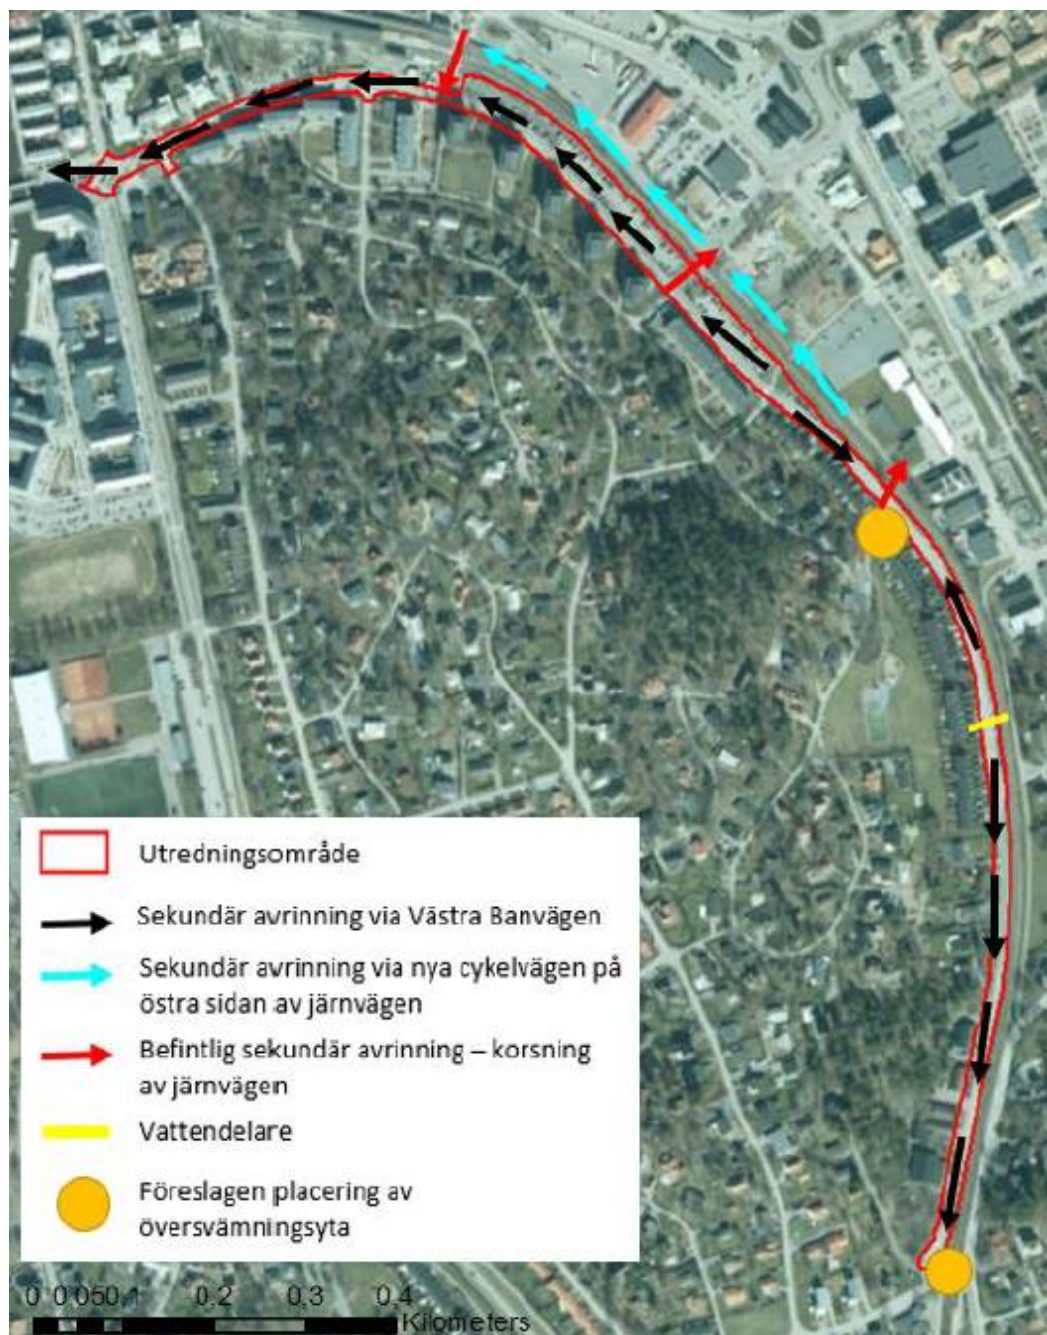 Utredningsområde
Sekundär avrinning via Västra Banvägen
Sekundär avrinning via nya cykelvägen på
östra sidan av järnvägen
Befintlig sekundär avrinning – korsning
av järnvägen
Vattendelare
Föreslagen placering av
översvämningsyta
0 0.050.1 0.2 0.3 0.4
Kilometers